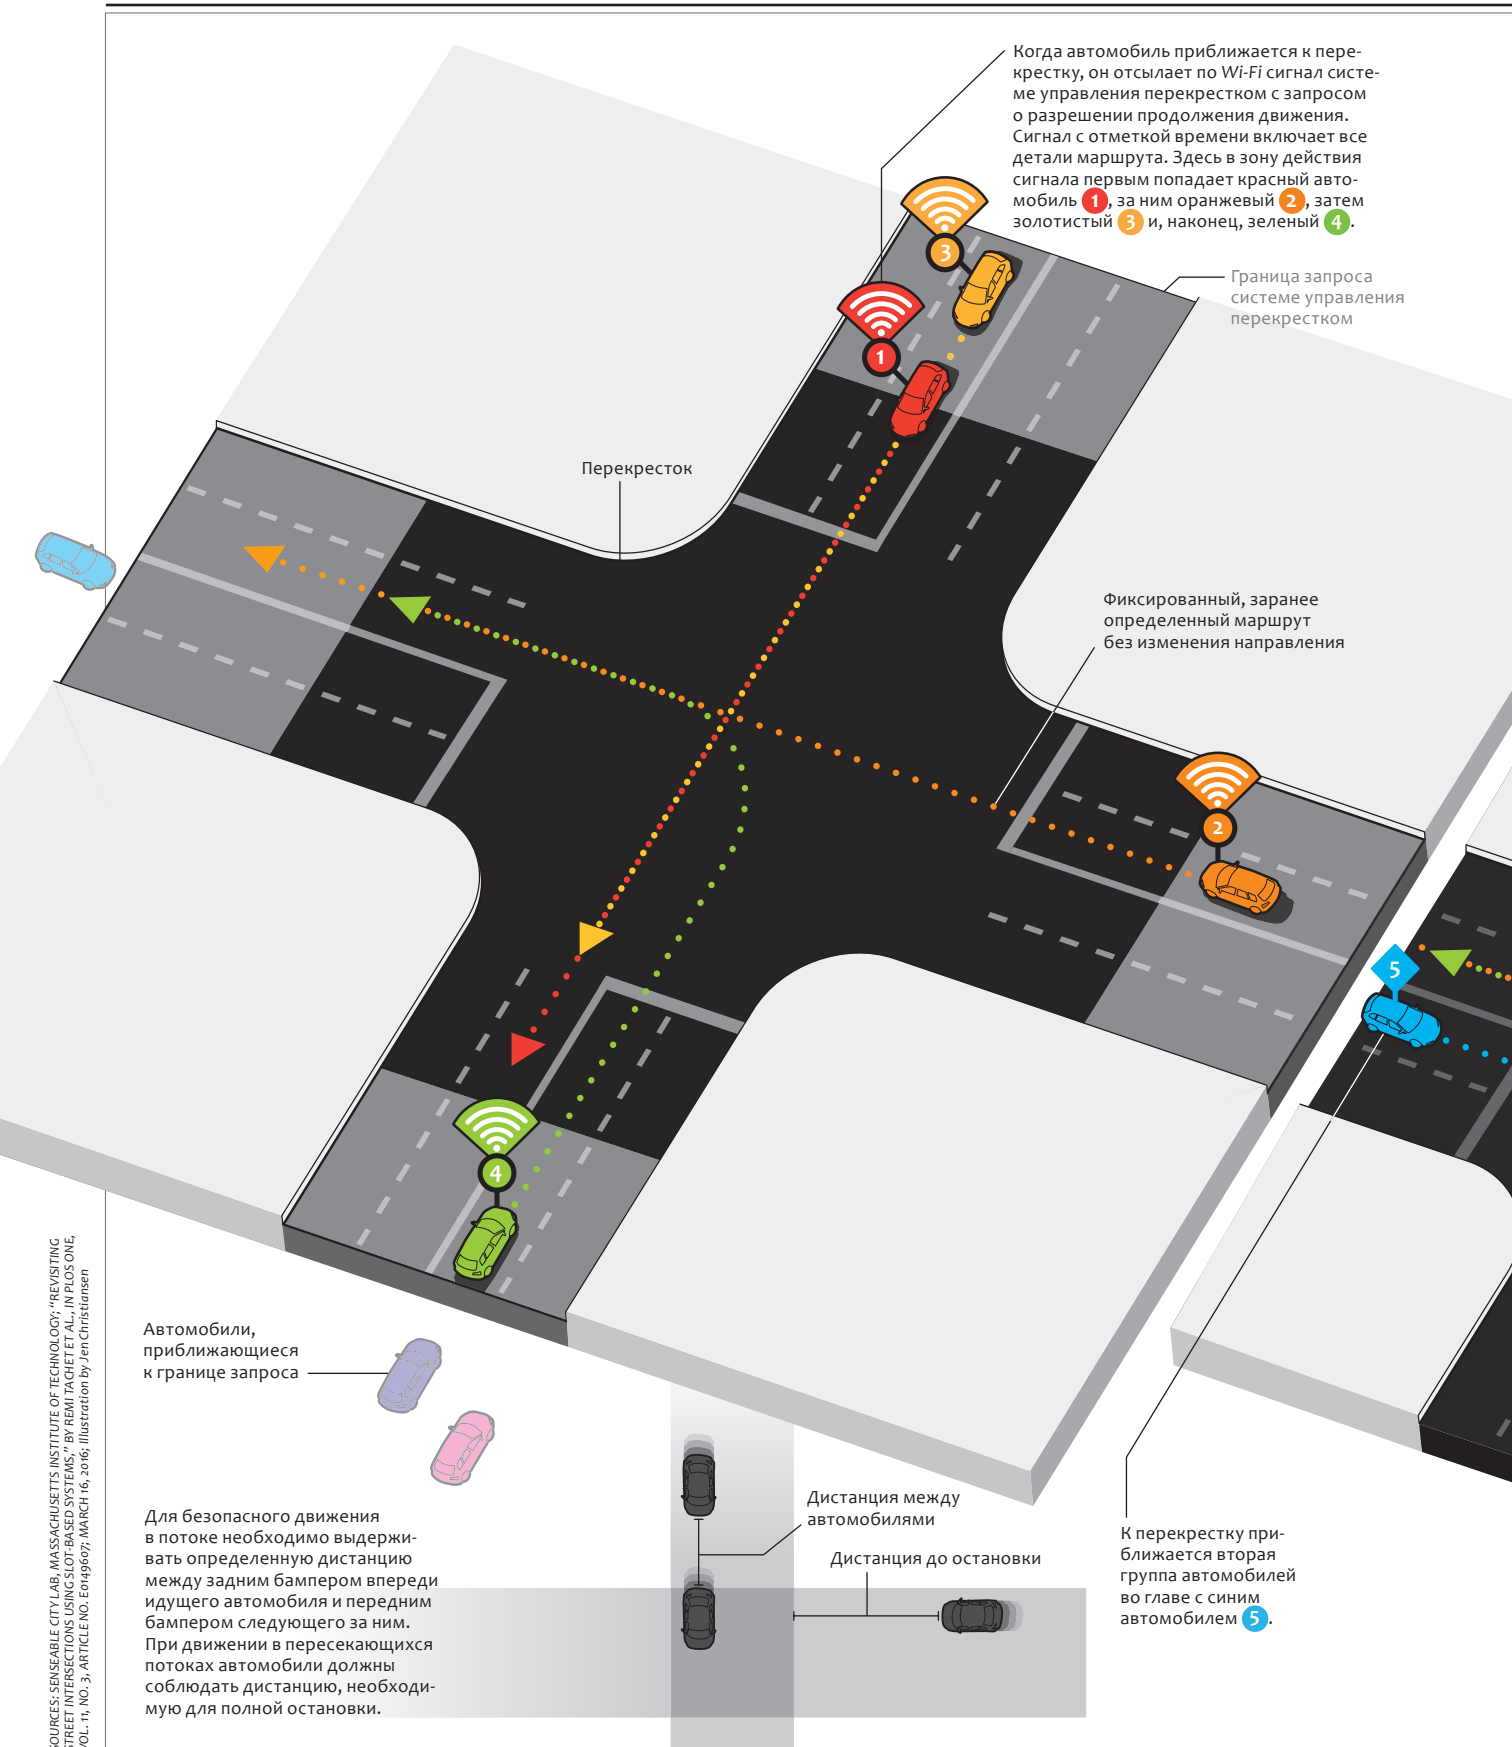 Когда автомобиль приближается к пере-
крестку, он отсылает по Wi-Fi сигнал систе-
ме управления перекрестком с запросом
о разрешении продолжения движения.
Сигнал с отметкой времени включает все
детали маршрута. Здесь в зону действия
сигнала первым попадает красный авто-
мобиль 1, за ним оранжевый 2, затем
золотистый 3 и, наконец, зеленый 4.
3
Граница запроса
системе управления
перекрестком
1
Перекресток
Фиксированный, заранее
определенный маршрут
без изменения направления
2
5
4
Автомобили,
приближающиеся
к границе запроса
Для безопасного движения
в потоке необходимо выдержи-
вать определенную дистанцию
между задним бампером впереди
идущего автомобиля и передним
бампером следующего за ним.
При движении в пересекающихся
потоках автомобили должны
соблюдать дистанцию, необходи-
мую для полной остановки.
Дистанция между
автомобилями
Дистанция до остановки
К перекрестку при-
ближается вторая
группа автомобилей
во главе с синим
автомобилем 5.
SOURCES: SENSEABLE CITY LAB, MASSACHUSETTS INSTITUTE OF TECHNOLOGY; “REVISITING
STREET INTERSECTIONS USING SLOT-BASED SYSTEMS,” BY REMI TACHET ET AL., IN PLOS ONE,
VOL. 11, NO. 3, ARTICLE NO. E0149607; MARCH 16, 2016; Illustration by Jen Christiansen